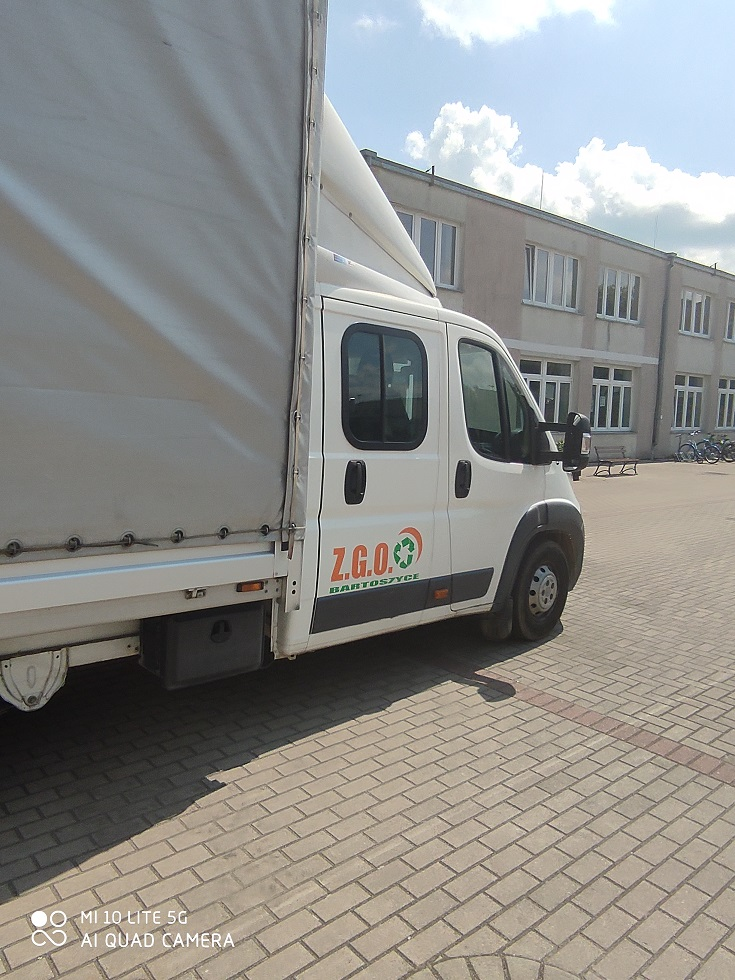 Z.G.O.
BARTOSZYCE
MI 10 LITE 5G
AI QUAD CAMERA